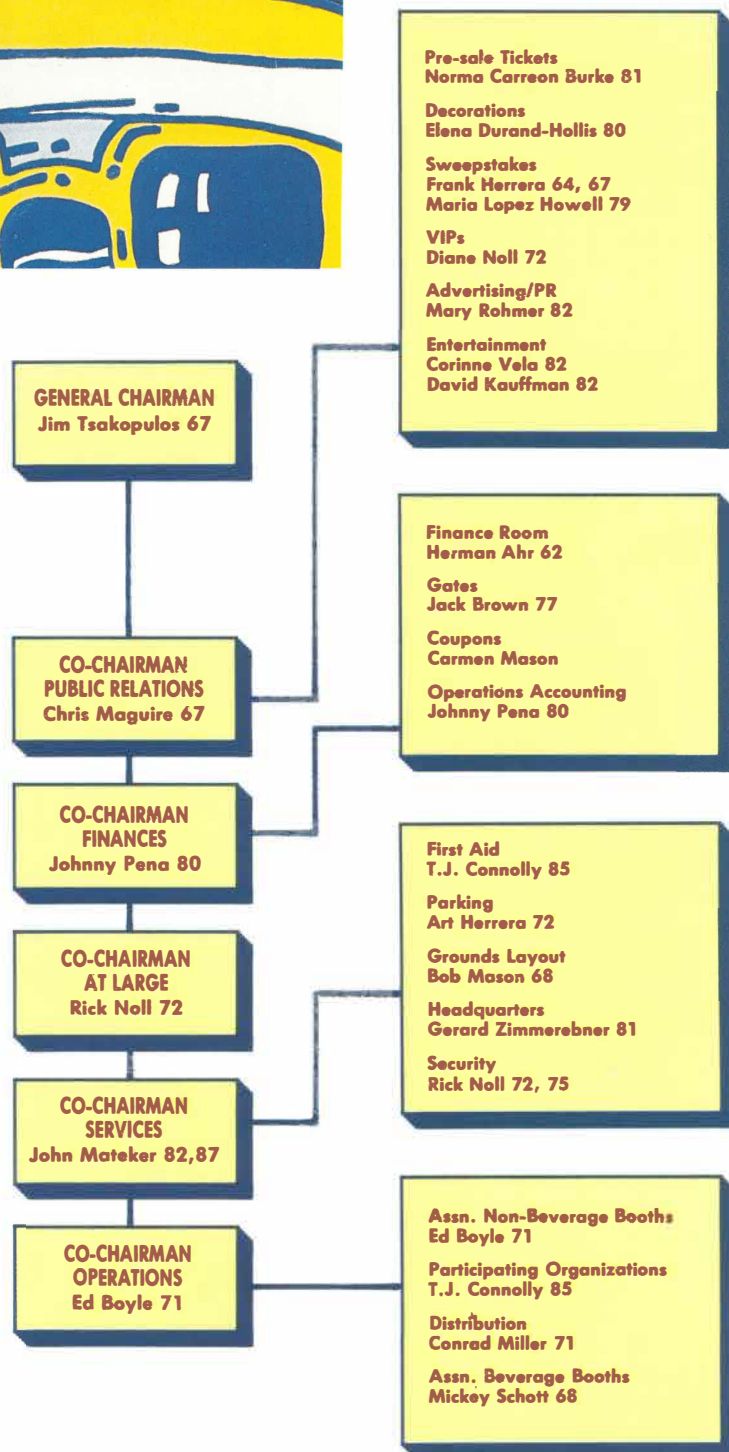 GENERAL CHAIRMAN
Jim Tsakopulos 67
CO-CHAIRMAN
PUBLIC RELATIONS
Chris Maguire 67
Pre-sale Tickets
Norma Carreon Burke 81
Decorations
Elena Durand-Hollis 80
Sweepstakes
Frank Herrera 64, 67
Maria Lopez Howell 79
VIPs
Diane Noll 72
Advertising/PR
Mary Rohmer 82
Entertainment
Corinne Vela 82
David Kauffman 82
CO-CHAIRMAN
FINANCES
Johnny Pena 80
Finance Room
Herman Ahr 62
Gates
Jack Brown 77
Coupons
Carmen Mason
Operations Accounting
Johnny Pena 80
CO-CHAIRMAN
AT LARGE
Rick Noll 72
CO-CHAIRMAN
SERVICES
John Mateker 82,87
First Aid
T.J. Connolly 85
Parking
Art Herrera 72
Grounds Layout
Bob Mason 68
Headquarters
Gerard Zimmerebner 81
Security
Rick Noll 72, 75
CO-CHAIRMAN
OPERATIONS
Ed Boyle 71
Assn. Non-Beverage Booths
Ed Boyle 71
Participating Organizations
T.J. Connolly 85
Distribution
Conrad Miller 71
Assn. Beverage Booths
Mickey Schott 68